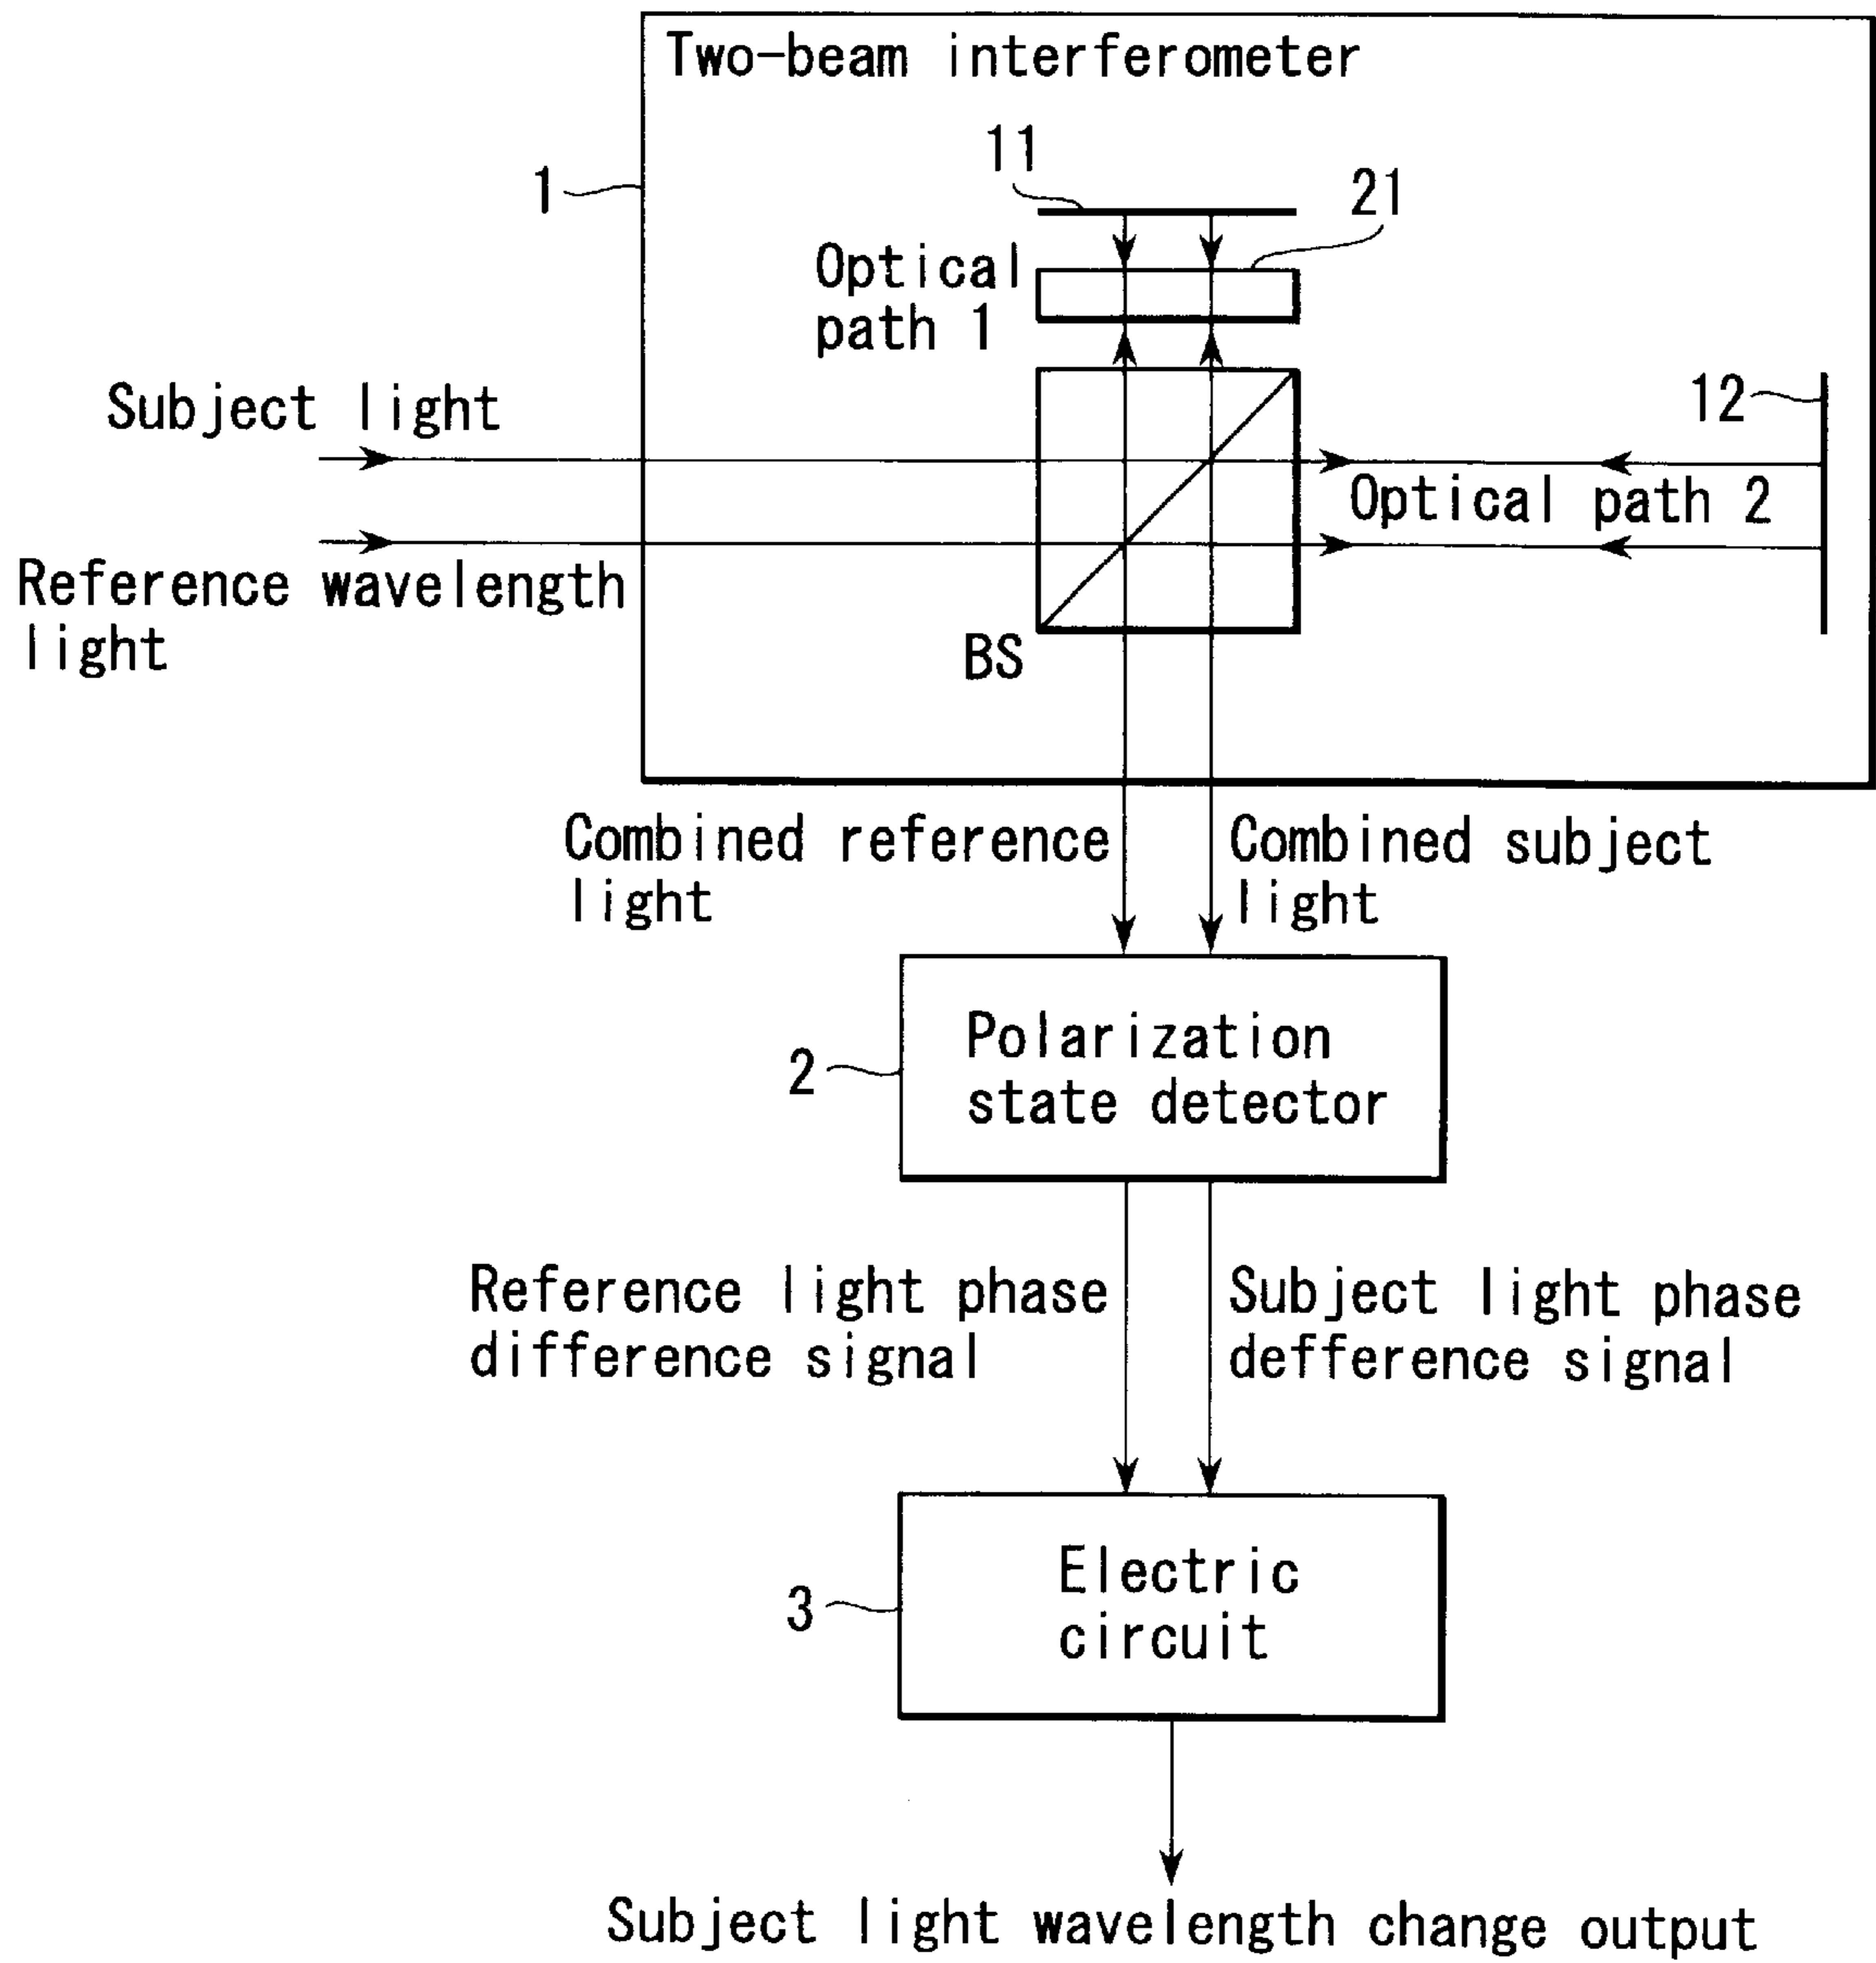 Two-beam interferometer
11
1
21
Optical
path 1
Subject light
12
Optical path 2
Reference wavelength
light
BS
Combined reference
light
Combined subject
light
2
Polarization
state detector
Reference light phase
difference signal
Subject light phase
defference signal
3
Electric
circuit
Subject light wavelength change output